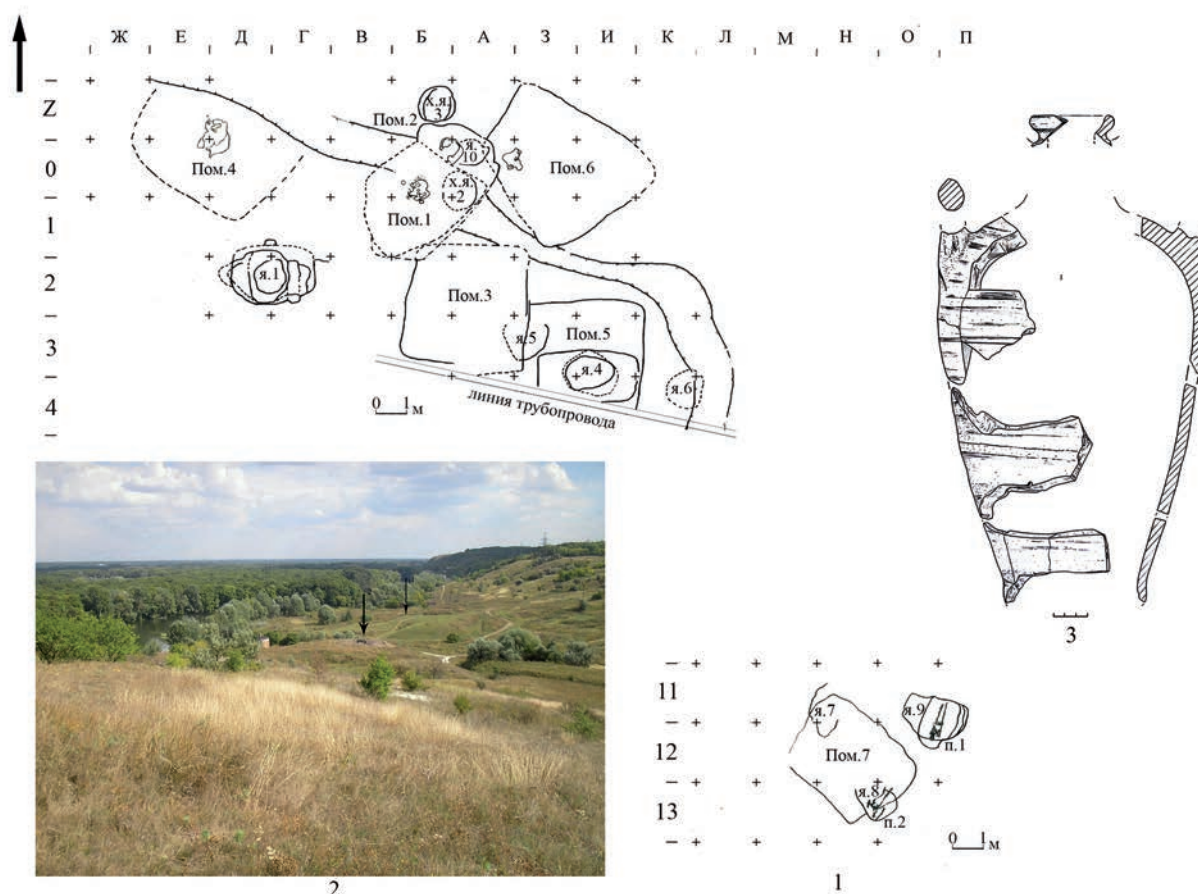 Ж Е Д Г В Б А З И К Л М Н О П
Z
0
1
2
3
4
Пом.4
Пом.2
х.я.
3
я.
10
Пом.6
х.я.
2
Пом.1
я.1
Пом.3
я.5
Пом.5
я.4
я.6
0 1 м
линия трубопровода
3
11
12
13
я.7
я.9
п.1
Пом.7
я.8
п.2
0 1 м
2
1